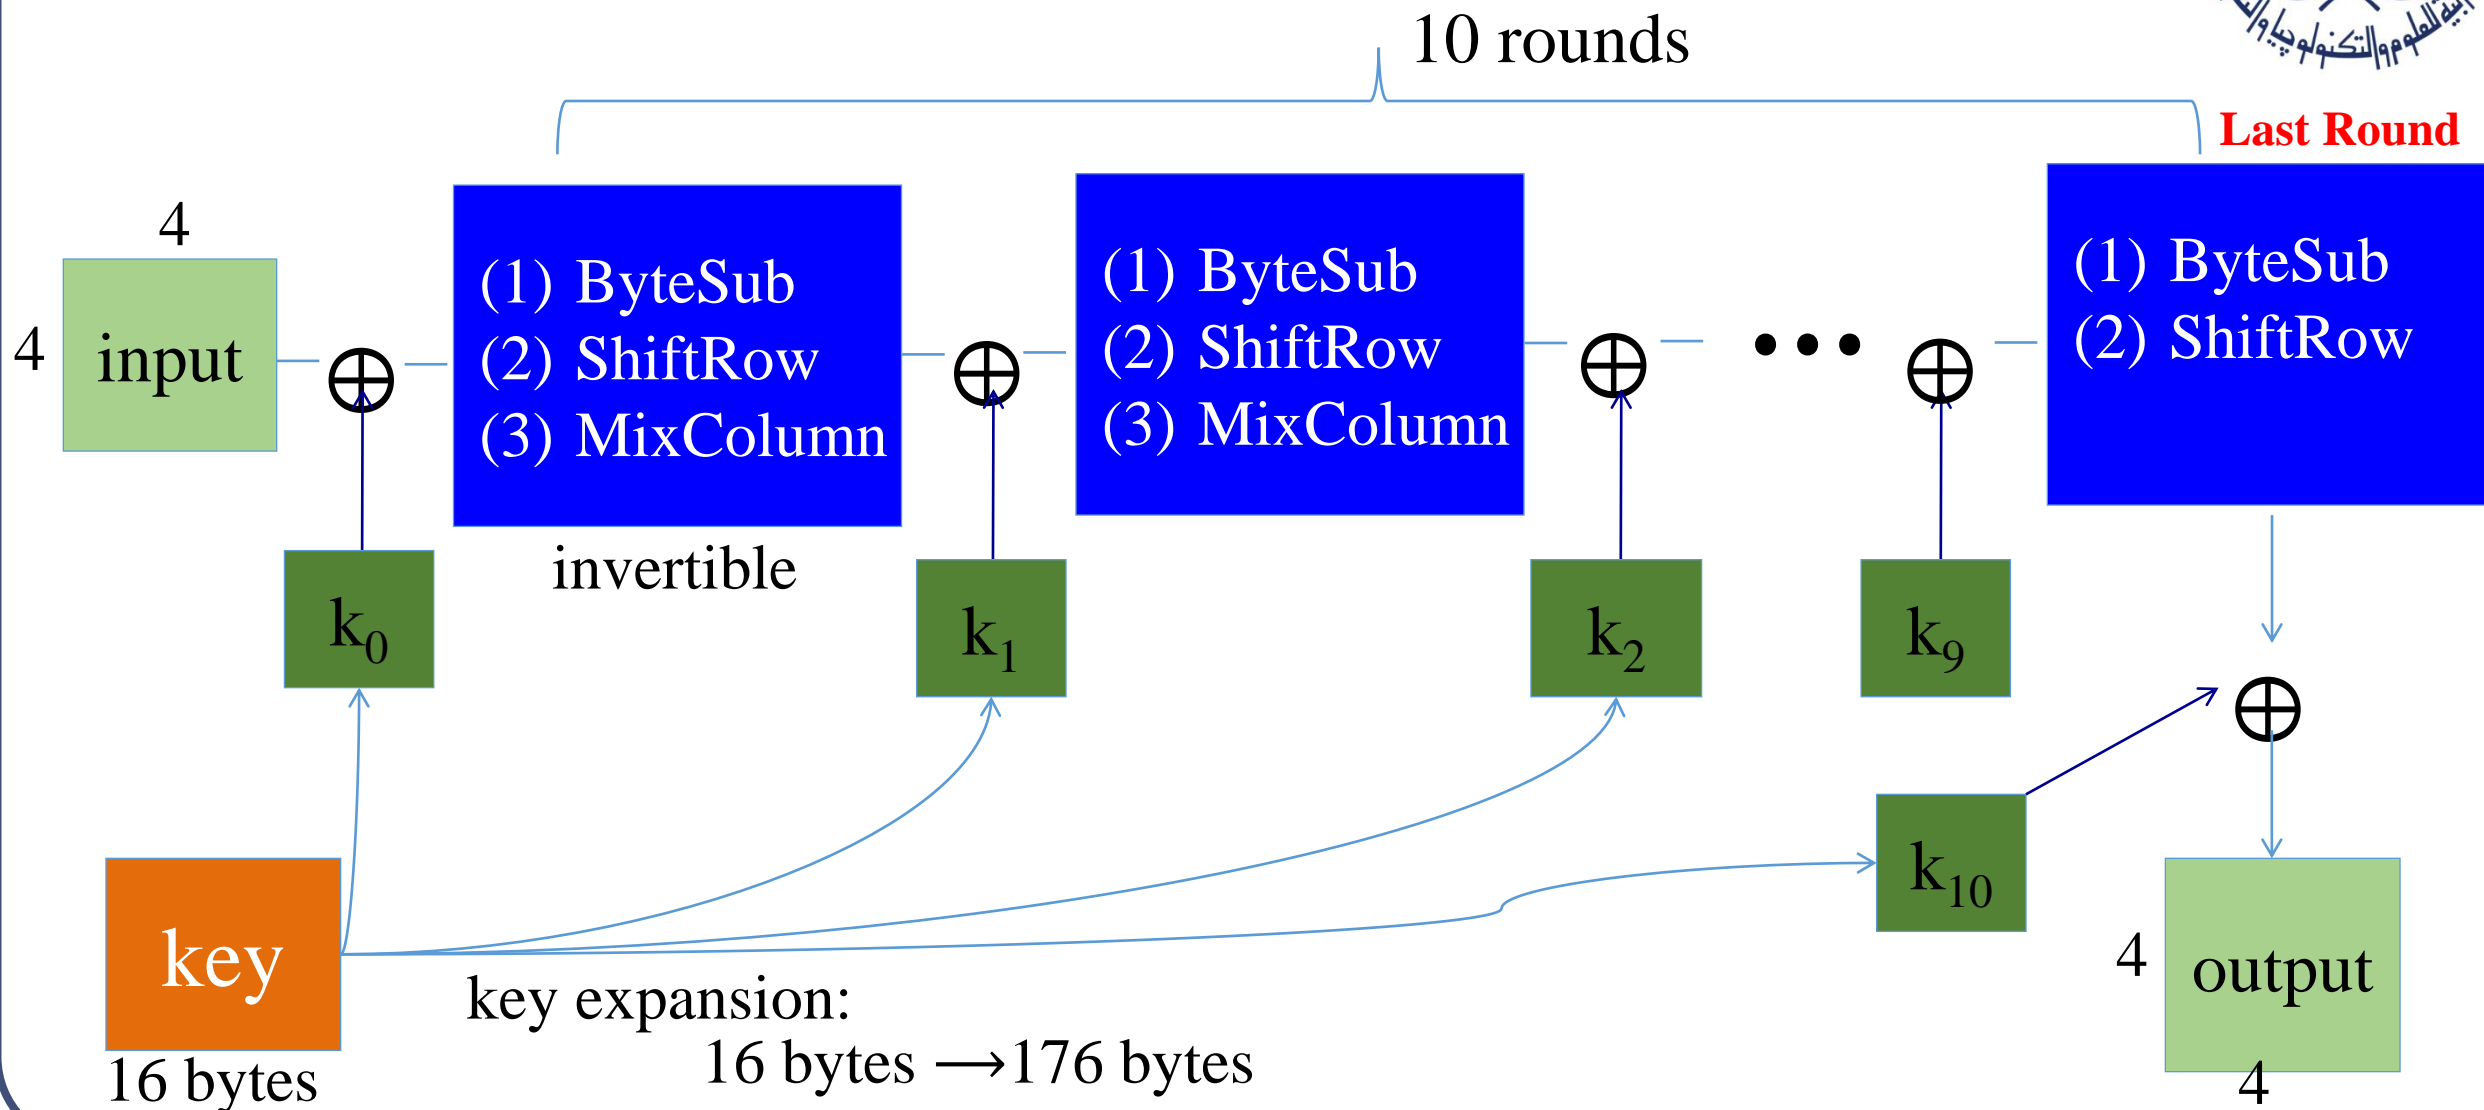 10 rounds
Last Round
4
4
input
⊕
(1) ByteSub
(2) ShiftRow
(3) MixColumn
invertible
⊕
(1) ByteSub
(2) ShiftRow
(3) MixColumn
⊕
•••
⊕
(1) ByteSub
(2) ShiftRow
k₀
k₁
k₂
k₉
⊕
k₁₀
key
16 bytes
key expansion:
16 bytes ⟶176 bytes
4
output
4